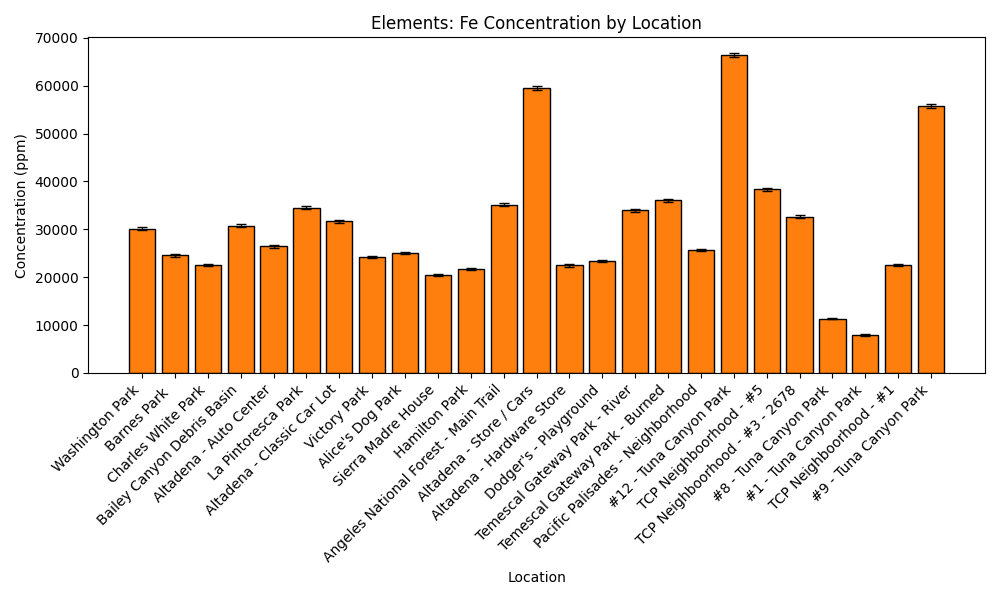 Elements: Fe Concentration by Location
Concentration (ppm)
70000
60000
50000
40000
30000
20000
10000
0
Washington Park
Barnes Park
Charles White Park
Bailey Canyon Debris Basin
Altadena - Auto Center
La Pintoresca Park
Altadena - Classic Car Lot
Victory Park
Alice's Dog Park
Sierra Madre House
Hamilton Park
Angeles National Forest - Main Trail
Altadena - Store / Cars
Altadena - Hardware Store
Dodger's - Playground
Temescal Gateway Park - River
Temescal Gateway Park - Burned
Pacific Palisades - Neighborhood
#12 - Tuna Canyon Park
TCP Neighboorhood - #5
TCP Neighboorhood - #3 - 2678
#8 - Tuna Canyon Park
#1 - Tuna Canyon Park
TCP Neighboorhood - #1
#9 - Tuna Canyon Park
Location